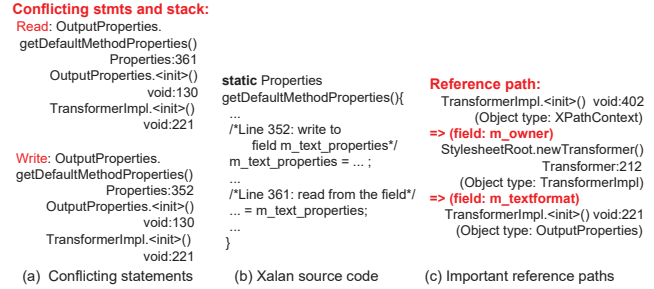 Conflicting stmts and stack:
Read: OutputProperties.
getDefaultMethodProperties()
Properties:361
OutputProperties.<init>()
void:130
TransformerImpl.<init>()
void:221
Write: OutputProperties.
getDefaultMethodProperties()
Properties:352
OutputProperties.<init>()
void:130
TransformerImpl.<init>()
void:221
(a) Conflicting statements
static Properties
getDefaultMethodProperties(){
...
/*Line 352: write to
field m_text_properties*/
m_text_properties = ... ;
...
/*Line 361: read from the field*/
... = m_text_properties;
...
}
(b) Xalan source code
Reference path:
TransformerImpl.<init>() void:402
(Object type: XPathContext)
=> (field: m_owner)
StylesheetRoot.newTransformer()
Transformer:212
(Object type: TransformerImpl)
=> (field: m_textformat)
TransformerImpl.<init>() void:221
(Object type: OutputProperties)
(c) Important reference paths